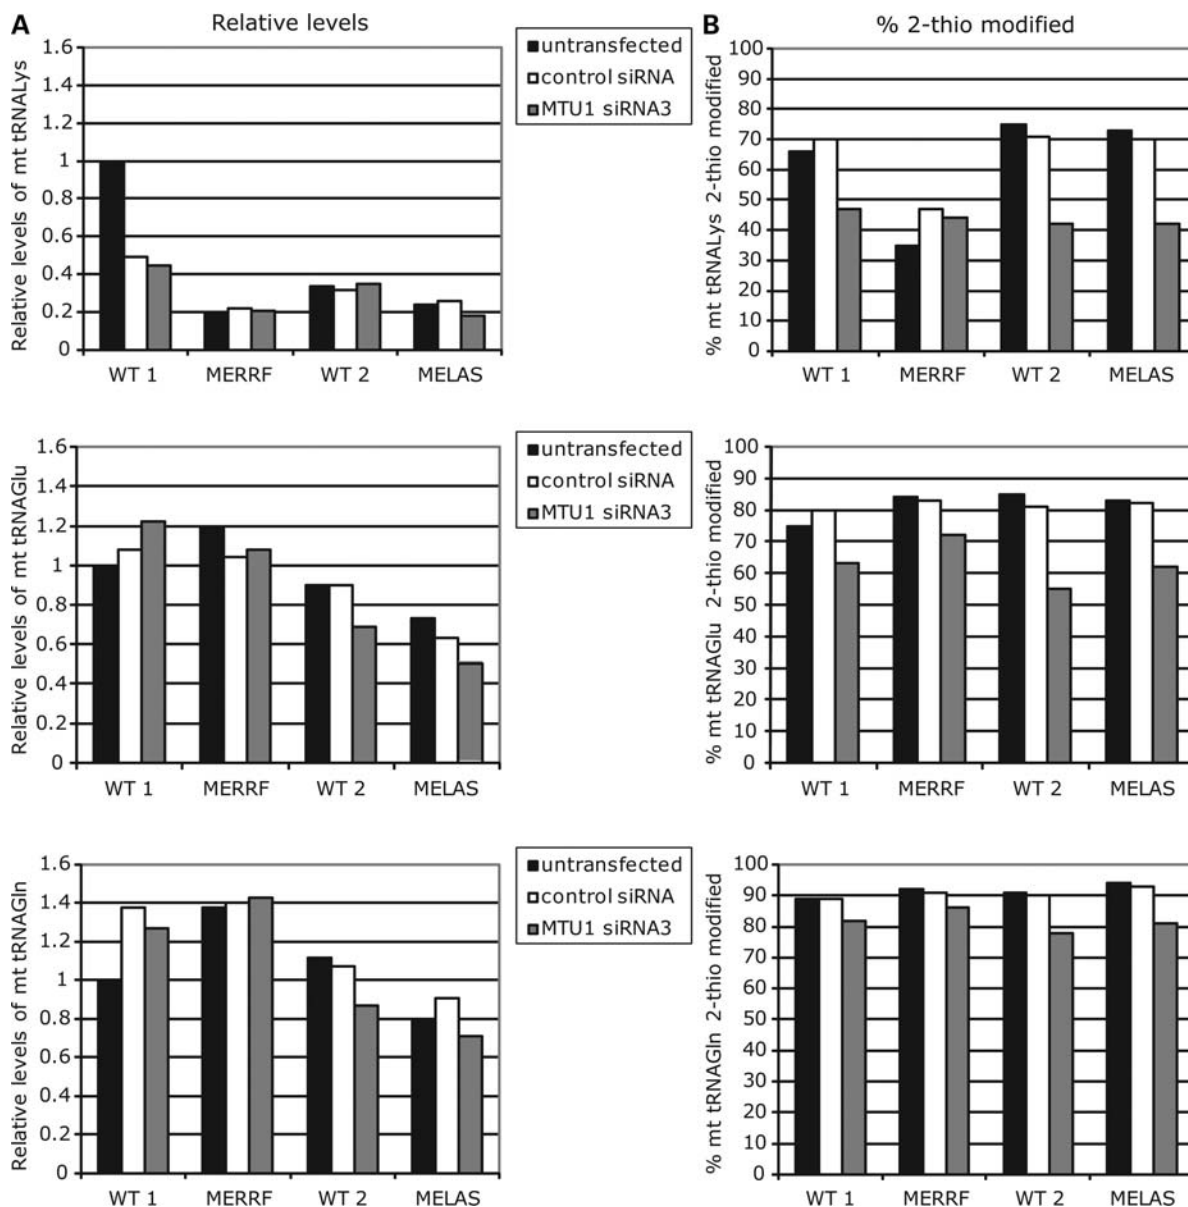 A
Relative levels
Relative levels of mt tRNALys
1.6
1.4
1.2
1
0.8
0.6
0.4
0.2
0
WT 1 MERRF WT 2 MELAS
untransfected
control siRNA
MTU1 siRNA3
B
% 2-thio modified
% mt tRNALys 2-thio modified
100
90
80
70
60
50
40
30
20
10
0
WT 1 MERRF WT 2 MELAS
Relative levels of mt tRNAGlu
1.6
1.4
1.2
1
0.8
0.6
0.4
0.2
0
WT 1 MERRF WT 2 MELAS
untransfected
control siRNA
MTU1 siRNA3
% mt tRNAGlu 2-thio modified
100
90
80
70
60
50
40
30
20
10
0
WT 1 MERRF WT 2 MELAS
Relative levels of mt tRNAGln
1.6
1.4
1.2
1
0.8
0.6
0.4
0.2
0
WT 1 MERRF WT 2 MELAS
untransfected
control siRNA
MTU1 siRNA3
% mt tRNAGln 2-thio modified
100
90
80
70
60
50
40
30
20
10
0
WT 1 MERRF WT 2 MELAS